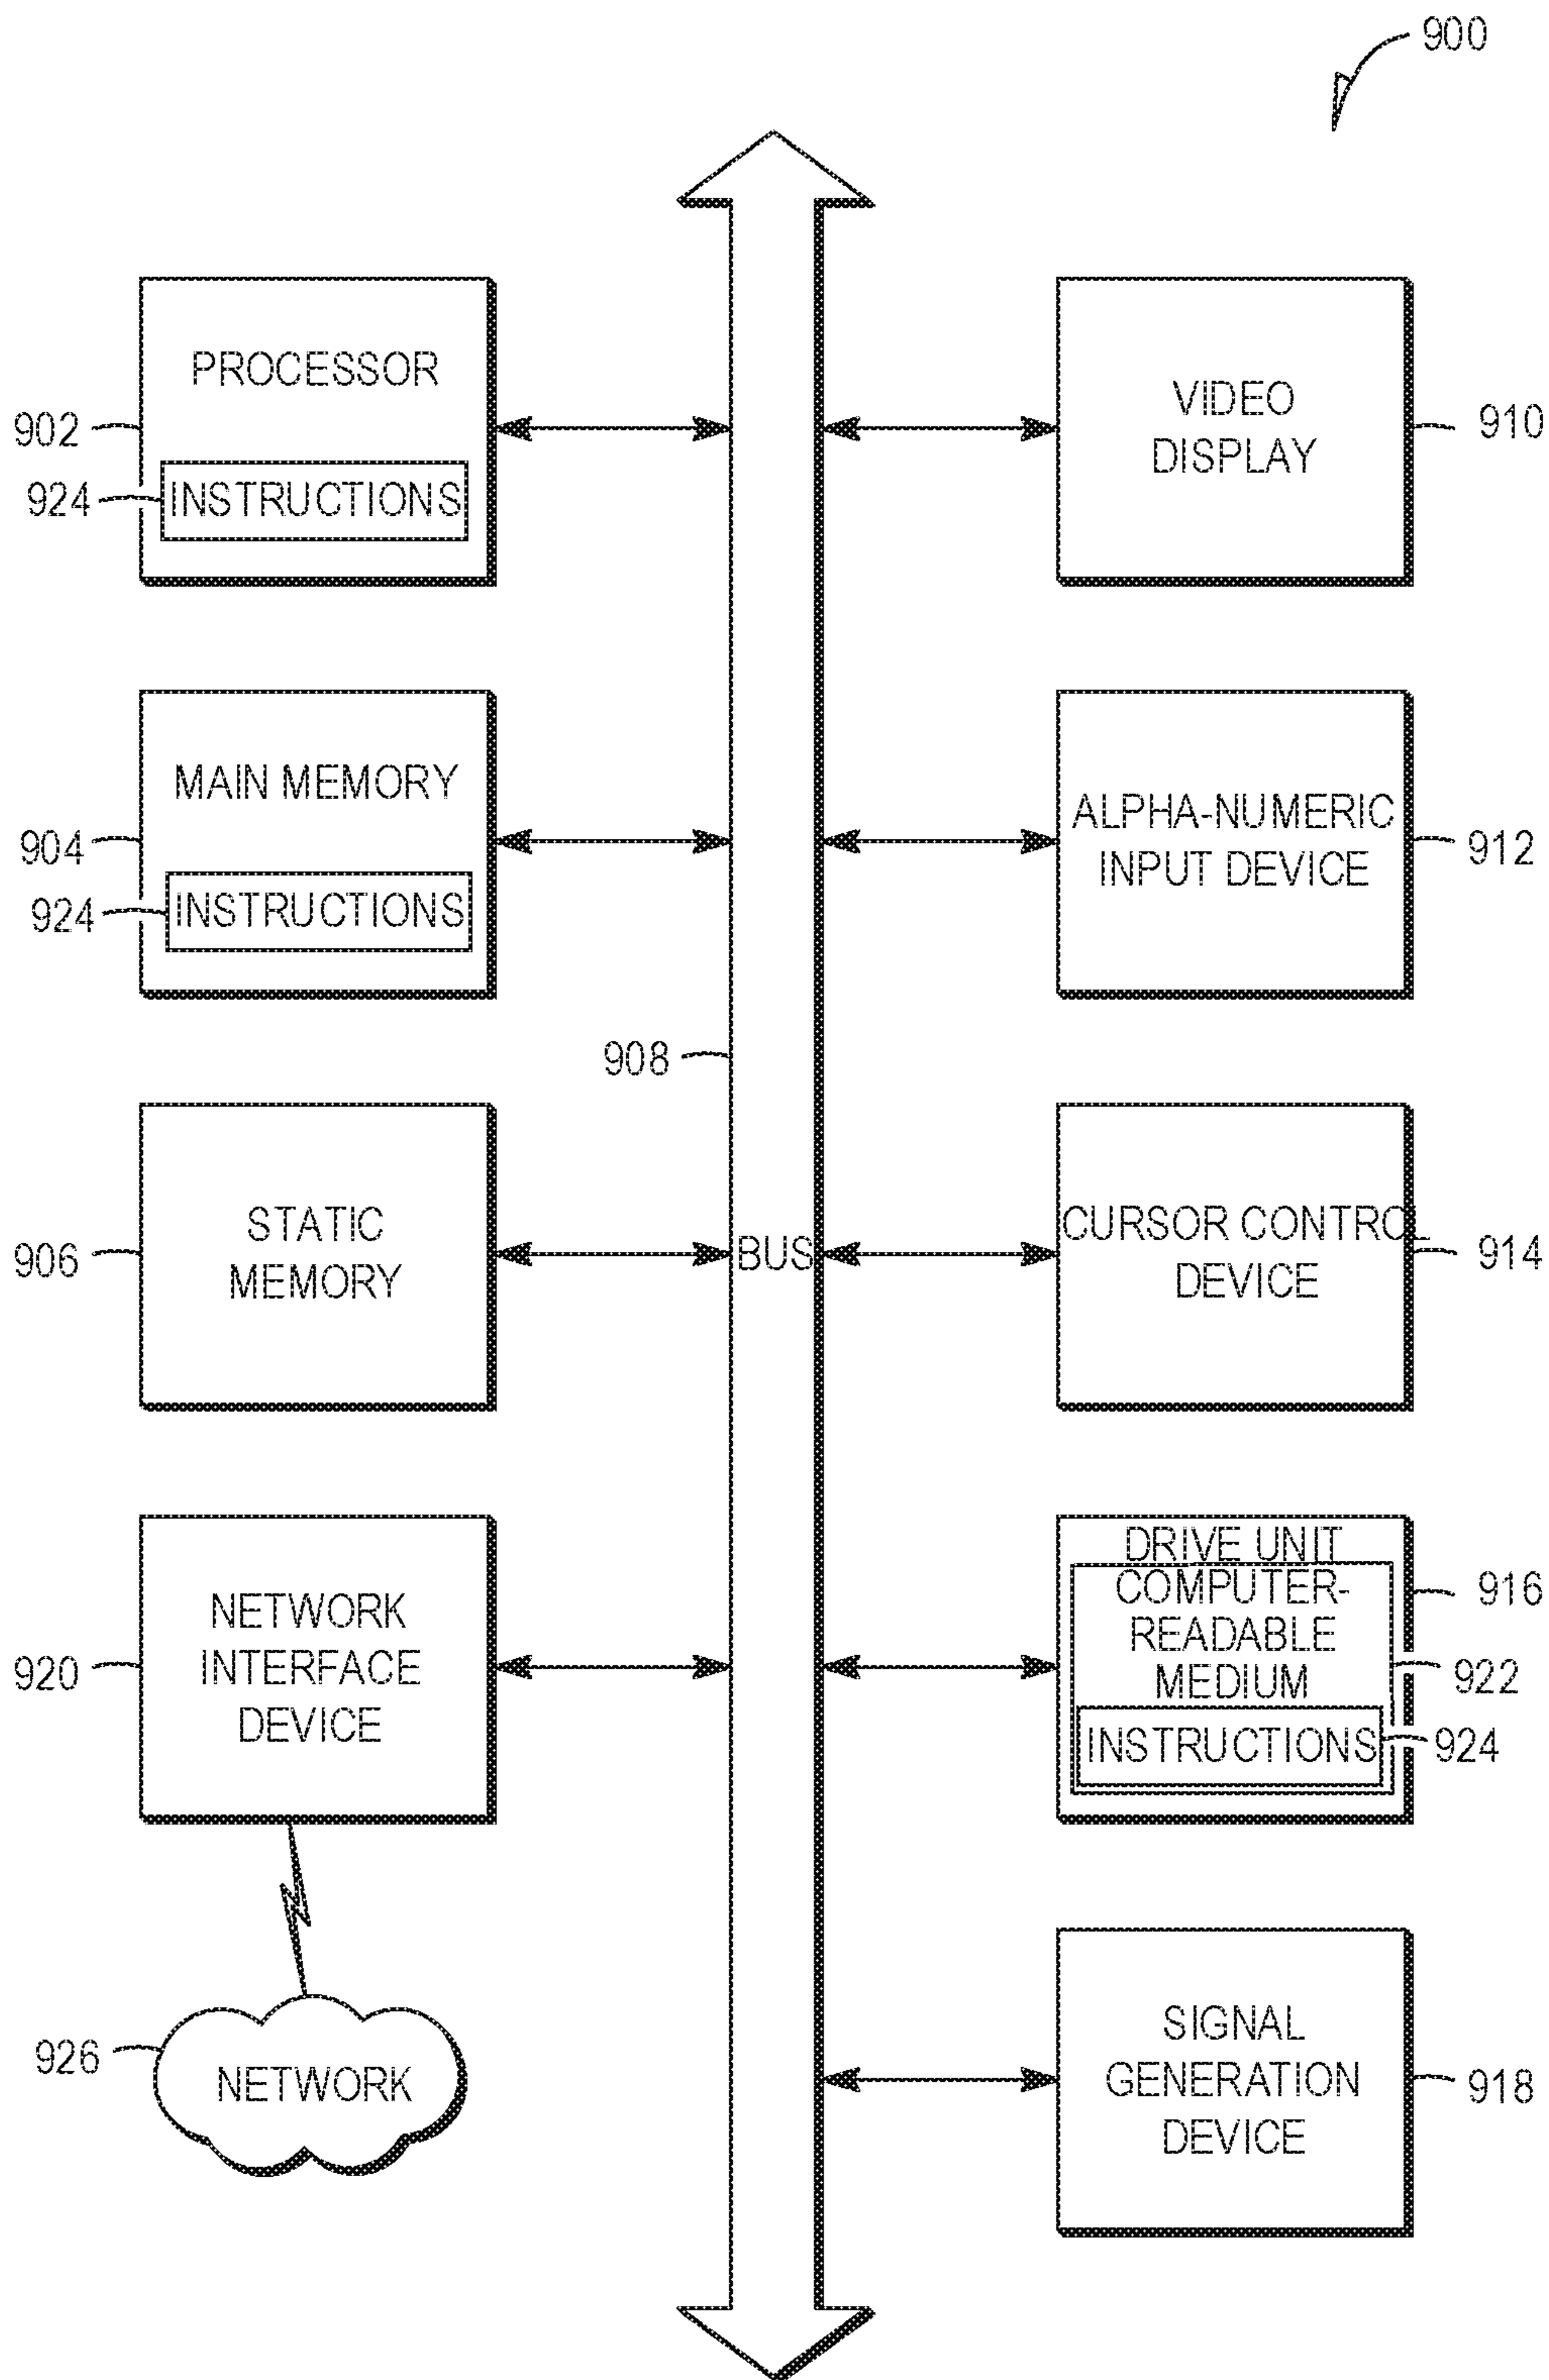 900
PROCESSOR
902
924
INSTRUCTIONS
VIDEO
DISPLAY
910
MAIN MEMORY
904
924
INSTRUCTIONS
ALPHA-NUMERIC
INPUT DEVICE
912
908
STATIC
MEMORY
906
BUS
CURSOR CONTROL
DEVICE
914
NETWORK
INTERFACE
DEVICE
920
DRIVE UNIT
COMPUTER-
READABLE
MEDIUM
INSTRUCTIONS
916
922
924
926
NETWORK
SIGNAL
GENERATION
DEVICE
918